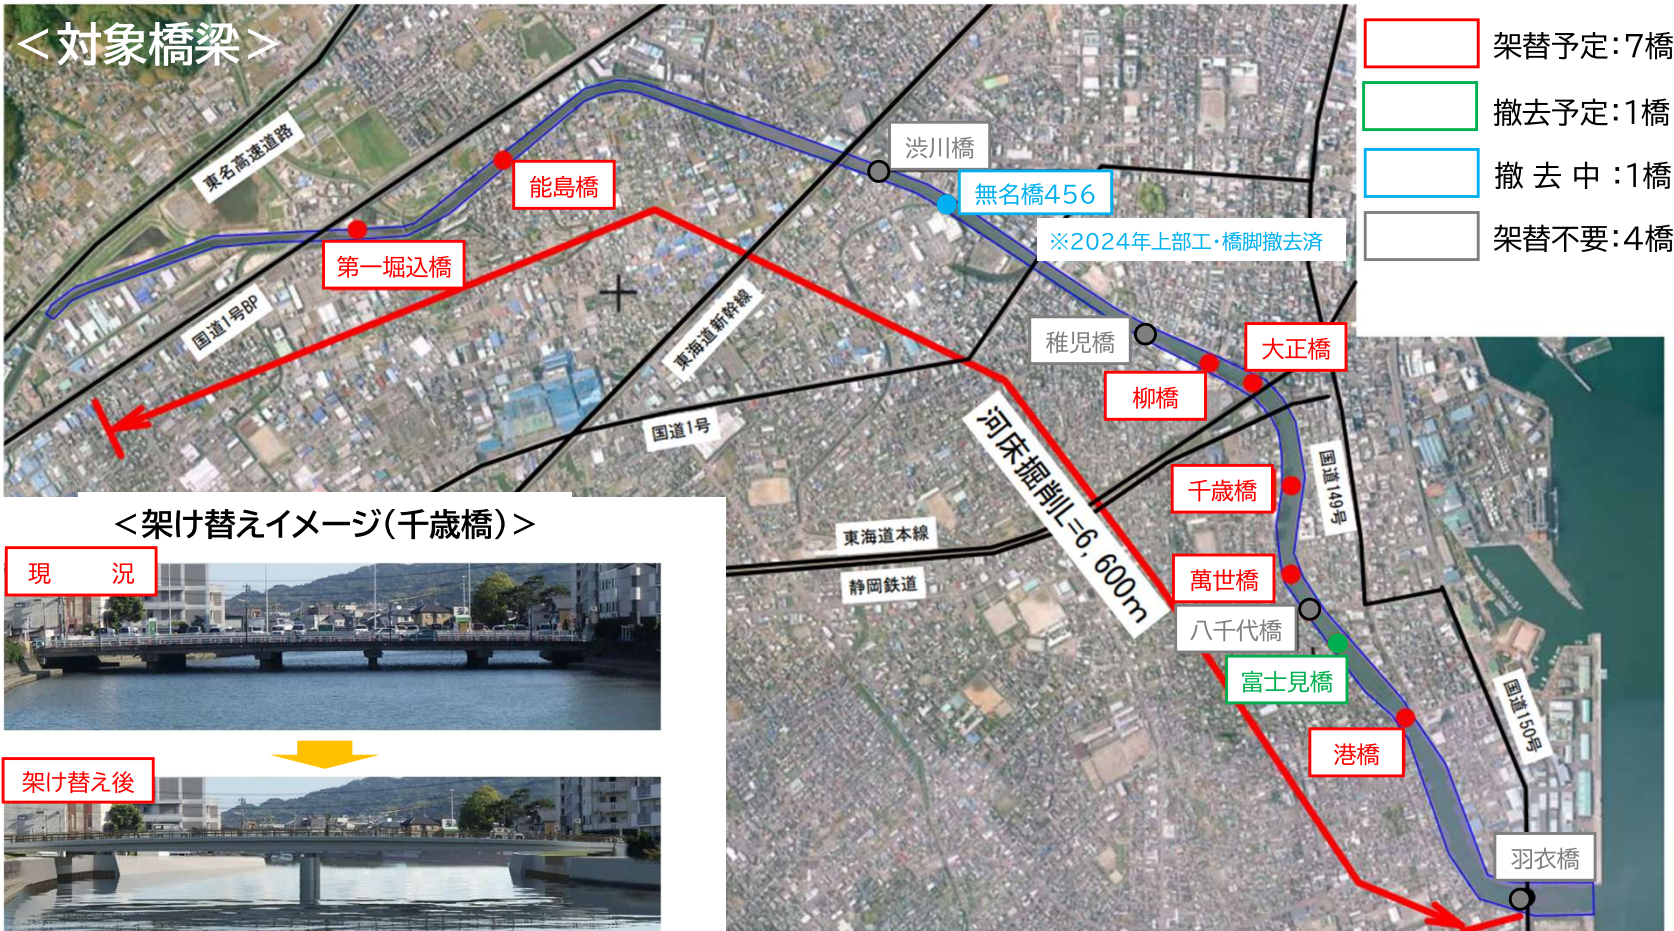 ＜対象橋梁＞
架替予定：7橋
撤去予定：1橋
撤 去 中 ：1橋
架替不要：4橋
東名高速道路
能島橋
渋川橋
無名橋456
※2024年上部工・橋脚撤去済
第一堀込橋
国道1号BP
東海道新幹線
稚児橋
大正橋
柳橋
国道1号
河床掘削L=6,600m
千歳橋
国道149号
東海道本線
静岡鉄道
萬世橋
八千代橋
富士見橋
港橋
国道150号
羽衣橋
＜架け替えイメージ（千歳橋）＞
現 況
架け替え後